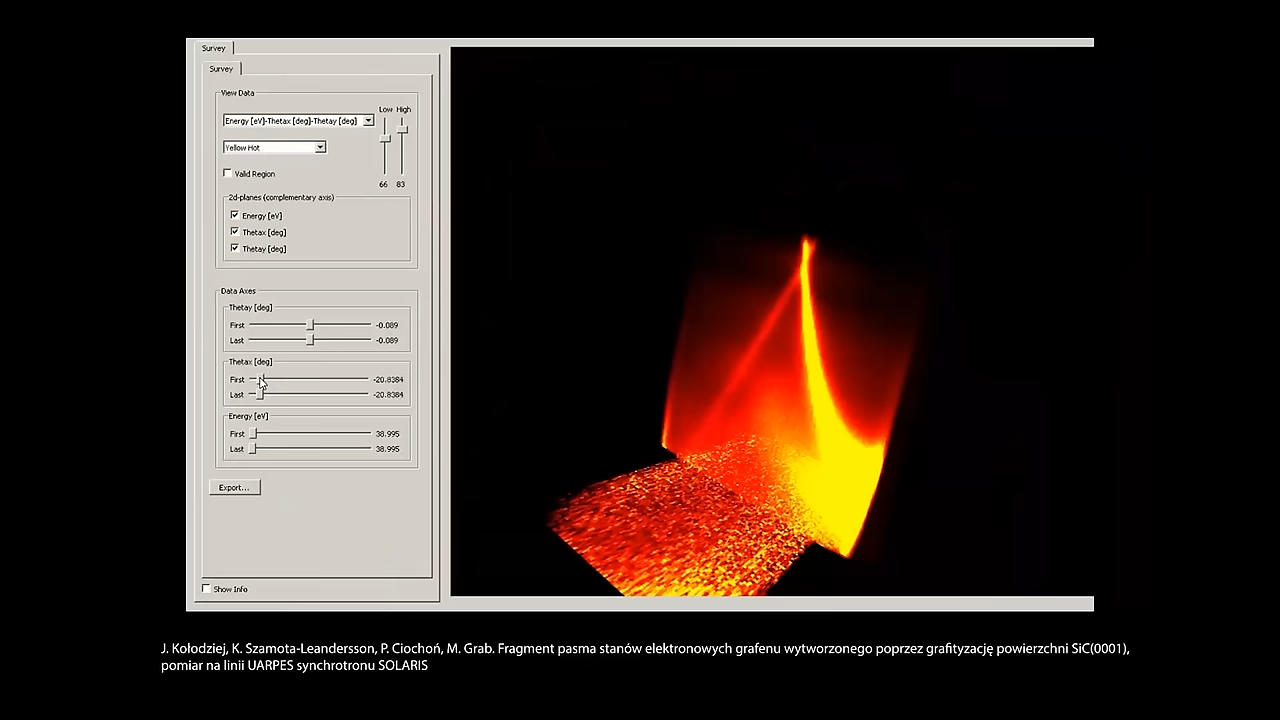 Survey
Survey
View Data
Low High
Energy [eV]-Thetax [deg]-Thetay [deg]
Yellow Hot
Valid Region
66 83
2d-planes (complementary axis)
Energy [eV]
Thetax [deg]
Thetay [deg]
Data Axes
Thetay [deg]
First -0.089
Last -0.089
Thetax [deg]
First -20.8384
Last -20.8384
Energy [eV]
First 38.995
Last 38.995
Export...
Show Info
J. Kołodziej, K. Szamota-Leandersson, P. Ciochoń, M. Grab. Fragment pasma stanów elektronowych grafenu wytworzonego poprzez grafityzację powierzchni SiC(0001),
pomiar na linii UARPES synchrotronu SOLARIS